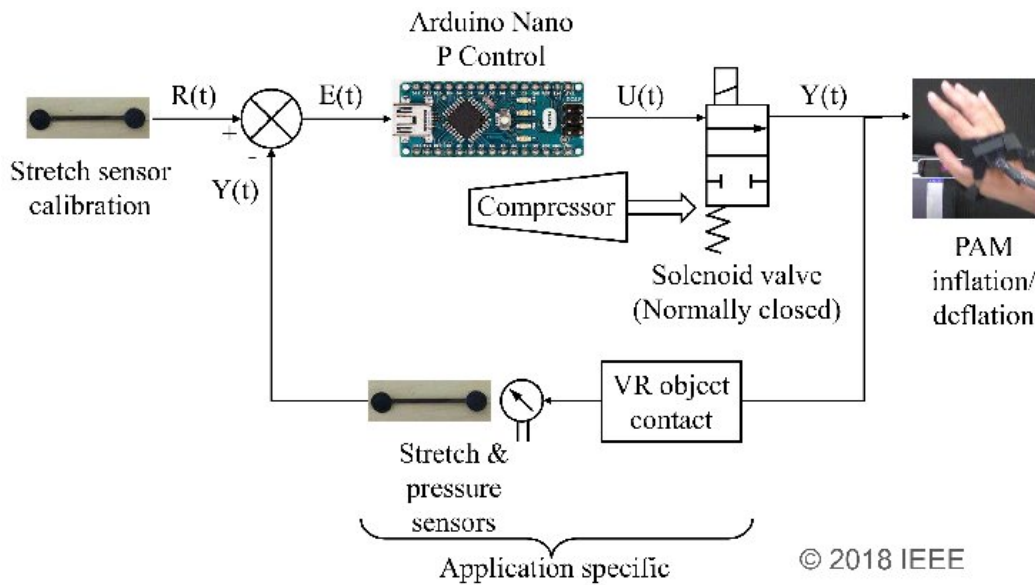 Arduino Nano
P Control
R(t)
E(t)
U(t)
Y(t)
+
-
Stretch sensor
calibration
Y(t)
Compressor
Solenoid valve
(Normally closed)
PAM
inflation/
deflation
VR object
contact
Stretch &
pressure
sensors
Application specific
© 2018 IEEE